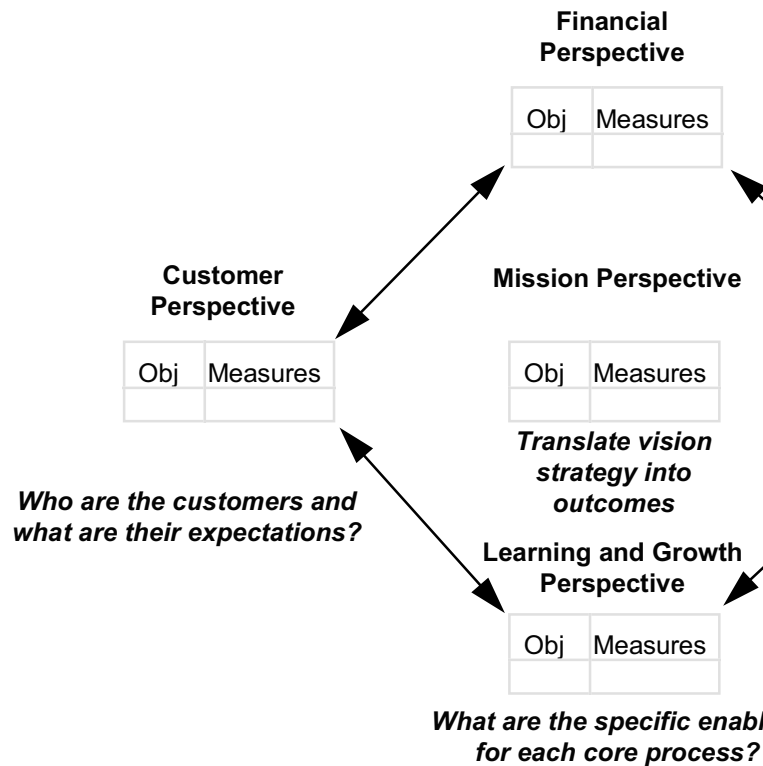 Financial
Perspective
Obj Measures
Customer
Perspective
Obj Measures
Who are the customers and
what are their expectations?
Mission Perspective
Obj Measures
Translate vision
strategy into
outcomes
Learning and Growth
Perspective
Obj Measures
What are the specific enabl
for each core process?